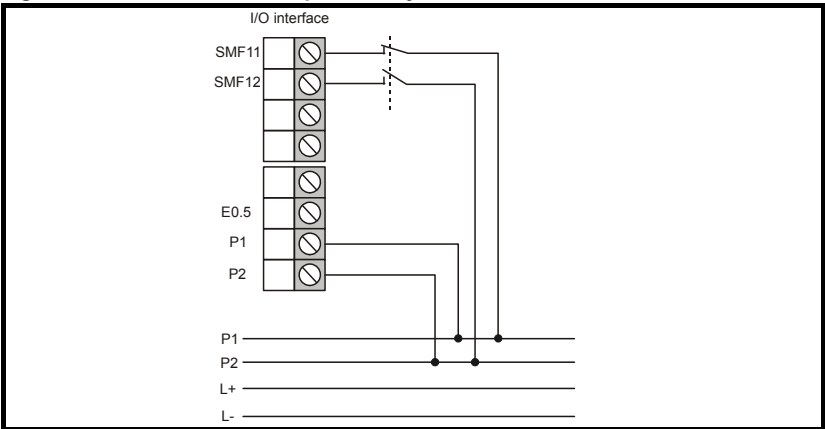 I/O interface
SMF11
SMF12
E0.5
P1
P2
P1
P2
L+
L-